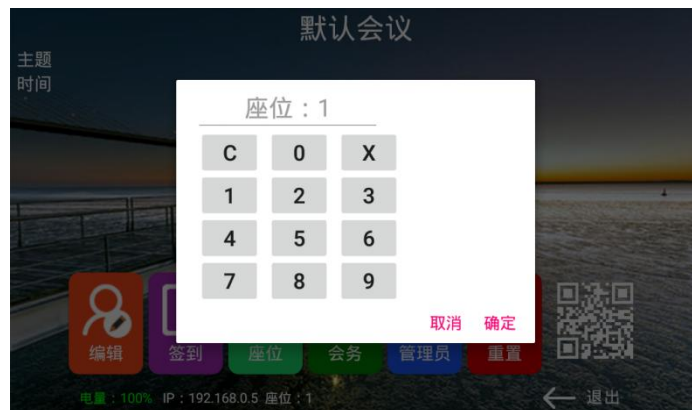 默认会议
主题
时间
座位：1
C 0 X
1 2 3
4 5 6
7 8 9
取消 确定
编辑 签到 座位 会务 管理员 重置
电量：100% IP：192.168.0.5 座位：1 退出